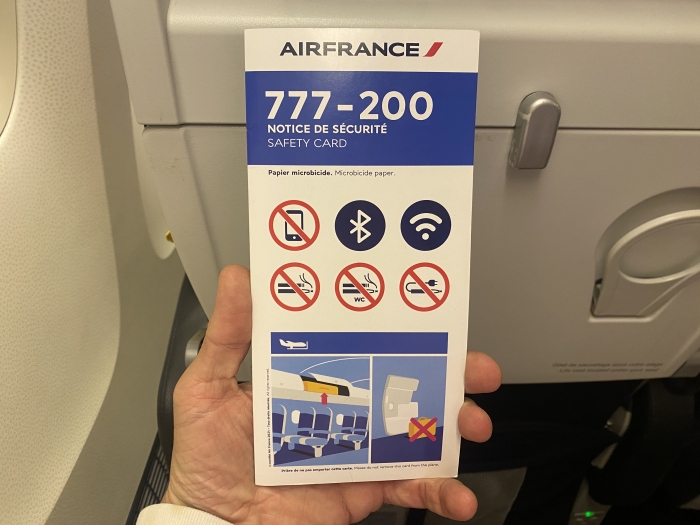 AIRFRANCE
777-200
NOTICE DE SÉCURITÉ
SAFETY CARD
Papier microbicide. Microbicide paper.
WC
Prière de ne pas emporter cette carte. Please do not remove this card from the plane.